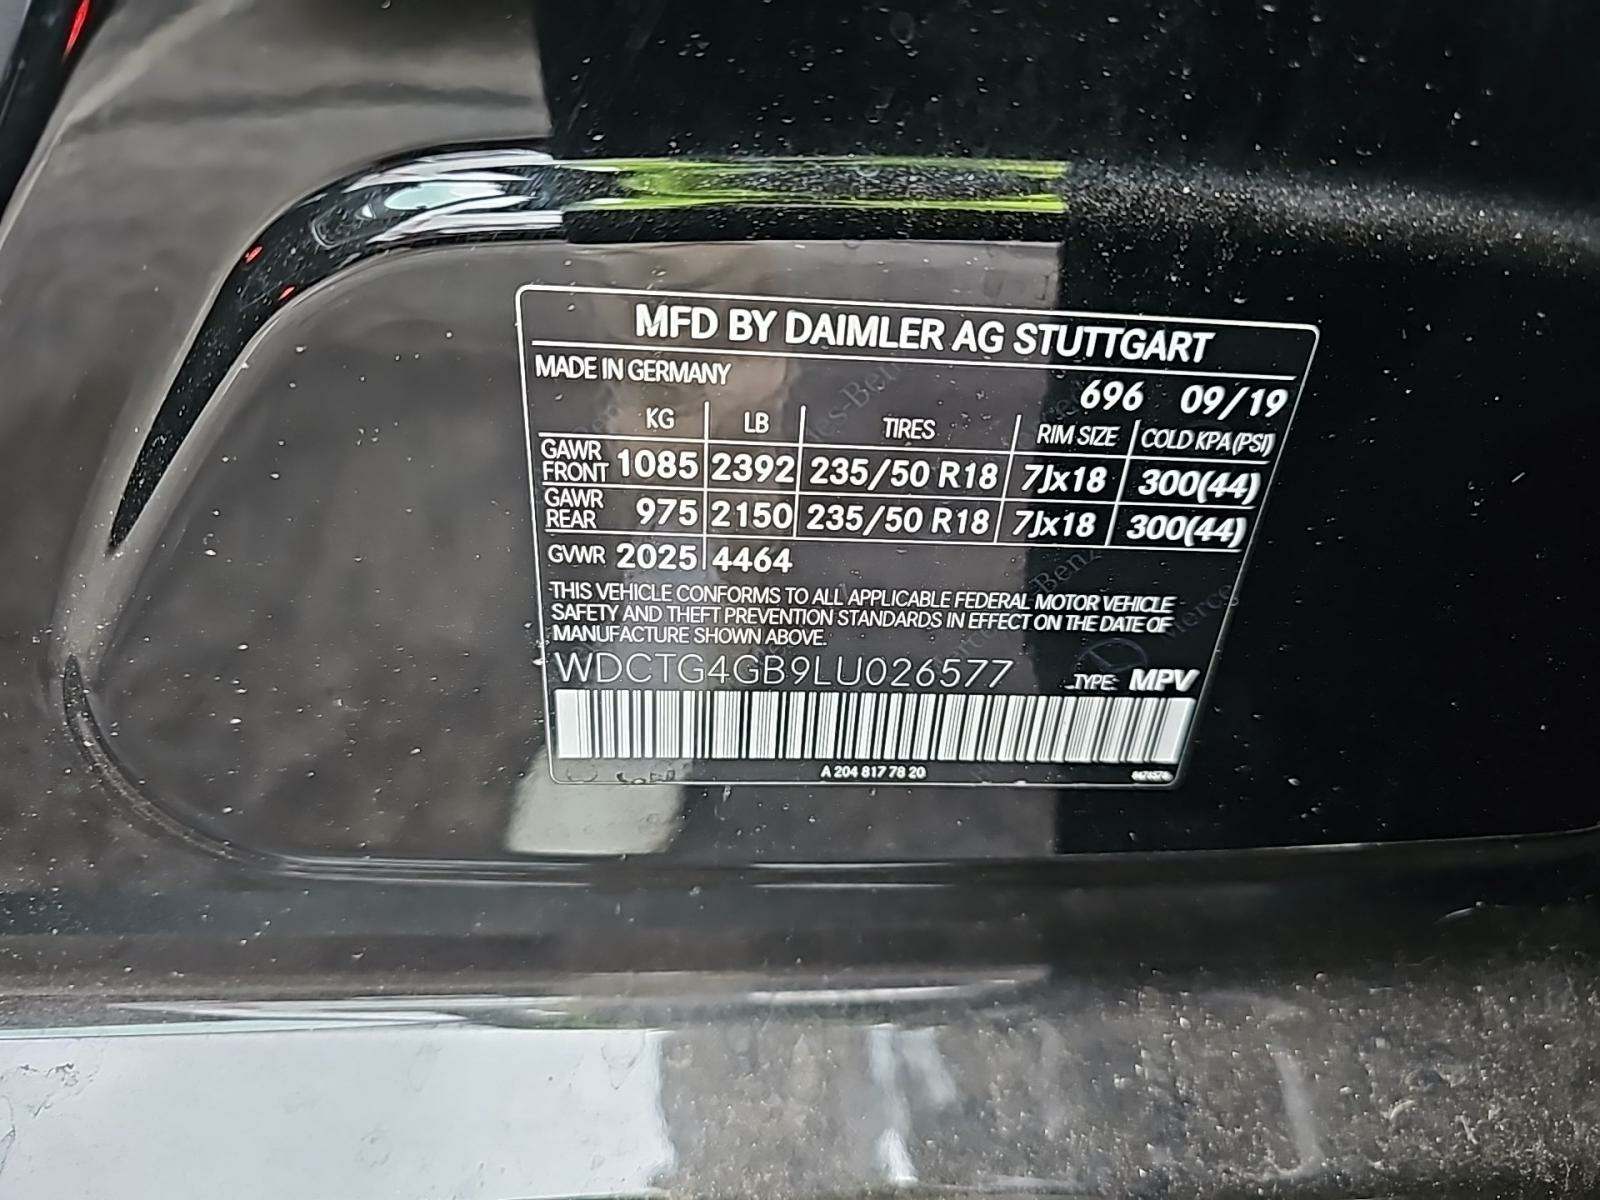 MFD BY DAIMLER AG STUTTGART
MADE IN GERMANY
696 09/19
KG LB TIRES RIM SIZE COLD KPA (PSI)
GAWR FRONT 1085 2392 235/50 R18 7Jx18 300(44)
GAWR REAR 975 2150 235/50 R18 7Jx18 300(44)
GVWR 2025 4464
THIS VEHICLE CONFORMS TO ALL APPLICABLE FEDERAL MOTOR VEHICLE
SAFETY AND THEFT PREVENTION STANDARDS IN EFFECT ON THE DATE OF
MANUFACTURE SHOWN ABOVE.
WDCTG4GB9LU026577 TYPE: MPV
A 204 817 78 20